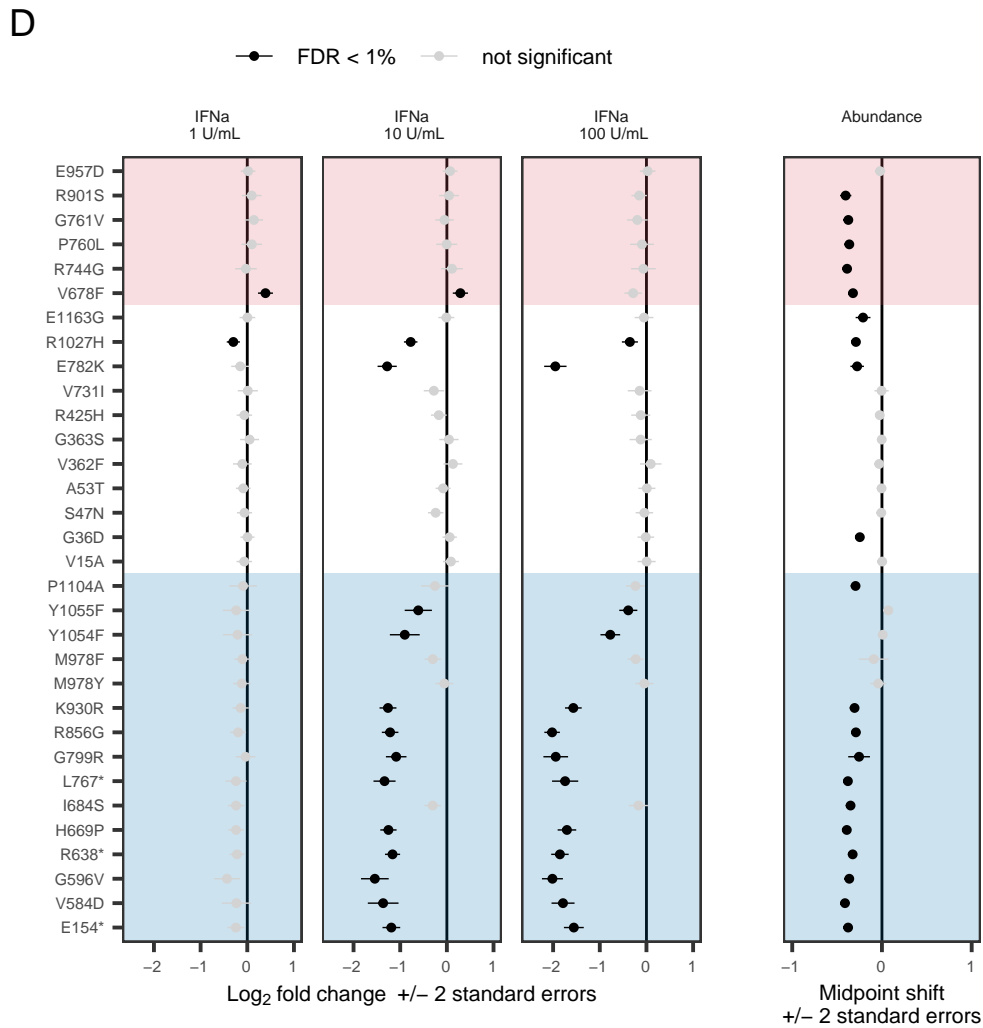 D
FDR < 1% not significant
IFNa IFNa IFNa Abundance
1 U/mL 10 U/mL 100 U/mL
E957D
R901S
G761V
P760L
R744G
V678F
E1163G
R1027H
E782K
V731I
R425H
G363S
V362F
A53T
S47N
G36D
V15A
P1104A
Y1055F
Y1054F
M978F
M978Y
K930R
R856G
G799R
L767*
I684S
H669P
R638*
G596V
V584D
E154*
−2 −1 0 1 −2 −1 0 1 −2 −1 0 1 −1 0 1
Log2 fold change +/− 2 standard errors
Midpoint shift
+/− 2 standard errors